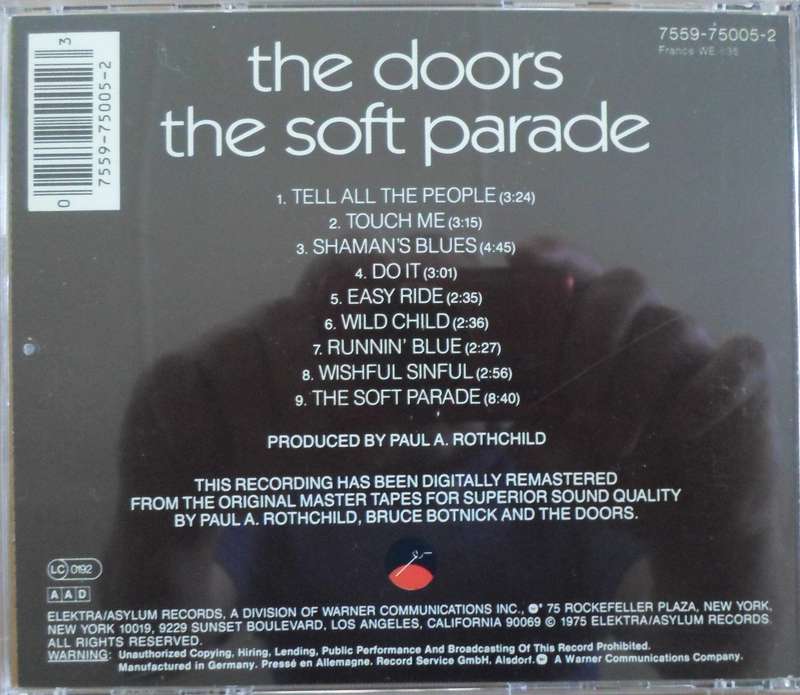 7559-75005-2
France WE 835
3
7559-75005-2
0
the doors
the soft parade
1. TELL ALL THE PEOPLE (3:24)
2. TOUCH ME (3:15)
3. SHAMAN'S BLUES (4:45)
4. DO IT (3:01)
5. EASY RIDE (2:35)
6. WILD CHILD (2:36)
7. RUNNIN' BLUE (2:27)
8. WISHFUL SINFUL (2:56)
9. THE SOFT PARADE (8:40)
PRODUCED BY PAUL A. ROTHCHILD
THIS RECORDING HAS BEEN DIGITALLY REMASTERED
FROM THE ORIGINAL MASTER TAPES FOR SUPERIOR SOUND QUALITY
BY PAUL A. ROTHCHILD, BRUCE BOTNICK AND THE DOORS.
LC 0192
AAD
ELEKTRA/ASYLUM RECORDS, A DIVISION OF WARNER COMMUNICATIONS INC., 75 ROCKEFELLER PLAZA, NEW YORK,
NEW YORK 10019, 9229 SUNSET BOULEVARD, LOS ANGELES, CALIFORNIA 90069 © 1975 ELEKTRA/ASYLUM RECORDS
ALL RIGHTS RESERVED.
WARNING: Unauthorized Copying, Hiring, Lending, Public Performance And Broadcasting Of This Record Prohibited.
Manufactured in Germany. Pressé en Allemagne. Record Service GmbH, Alsdorf. A Warner Communications Company.